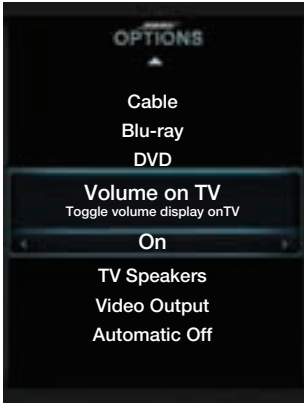 OPTIONS
Cable
Blu-ray
DVD
Volume on TV
Toggle volume display onTV
On
TV Speakers
Video Output
Automatic Off